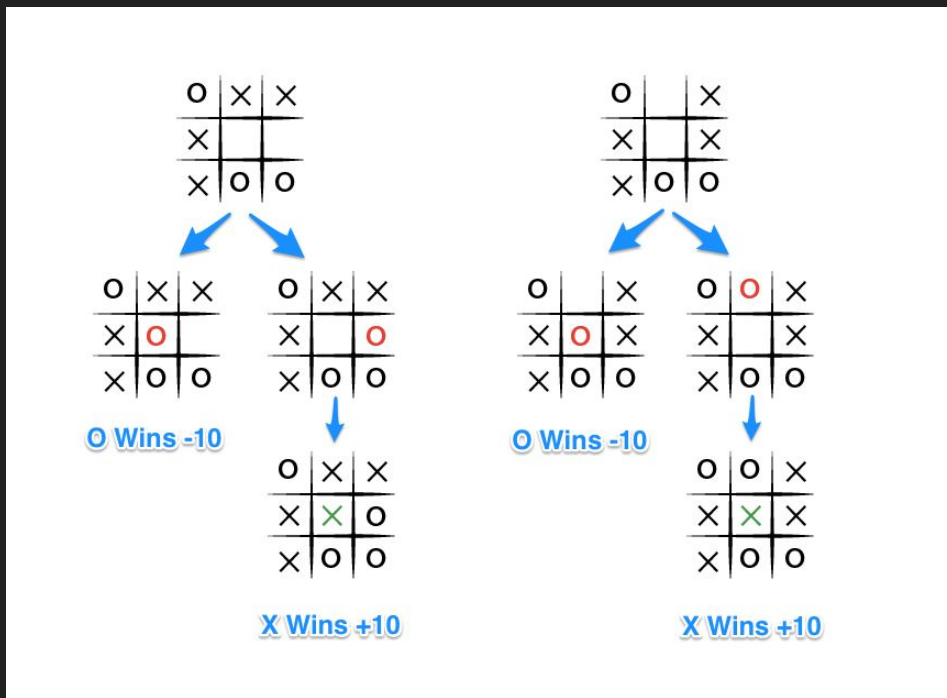 O X X
X
X O O
O X
X X
X O O
O X X
X O
X O O
O Wins -10
O X X
X O
X O O
O X
X O X
X O O
O Wins -10
O O X
X X
X O O
O X X
X X O
X O O
X Wins +10
O O X
X X X
X O O
X Wins +10